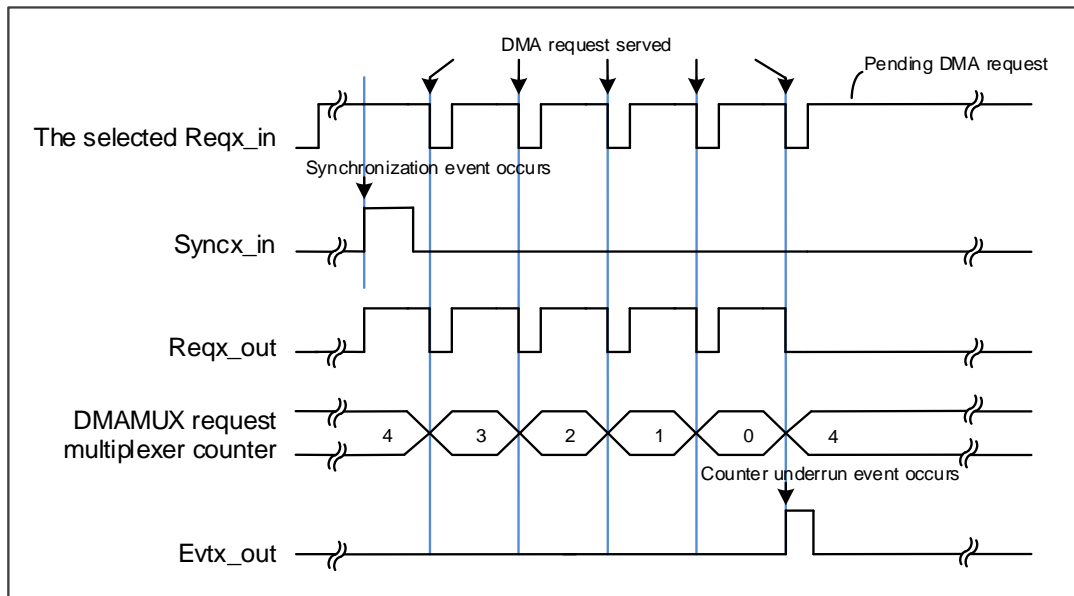 DMA request served
Pending DMA request
The selected Reqx_in
Synchronization event occurs
Syncx_in
Reqx_out
DMAMUX request
multiplexer counter
4 3 2 1 0 4
Counter underrun event occurs
Evtx_out